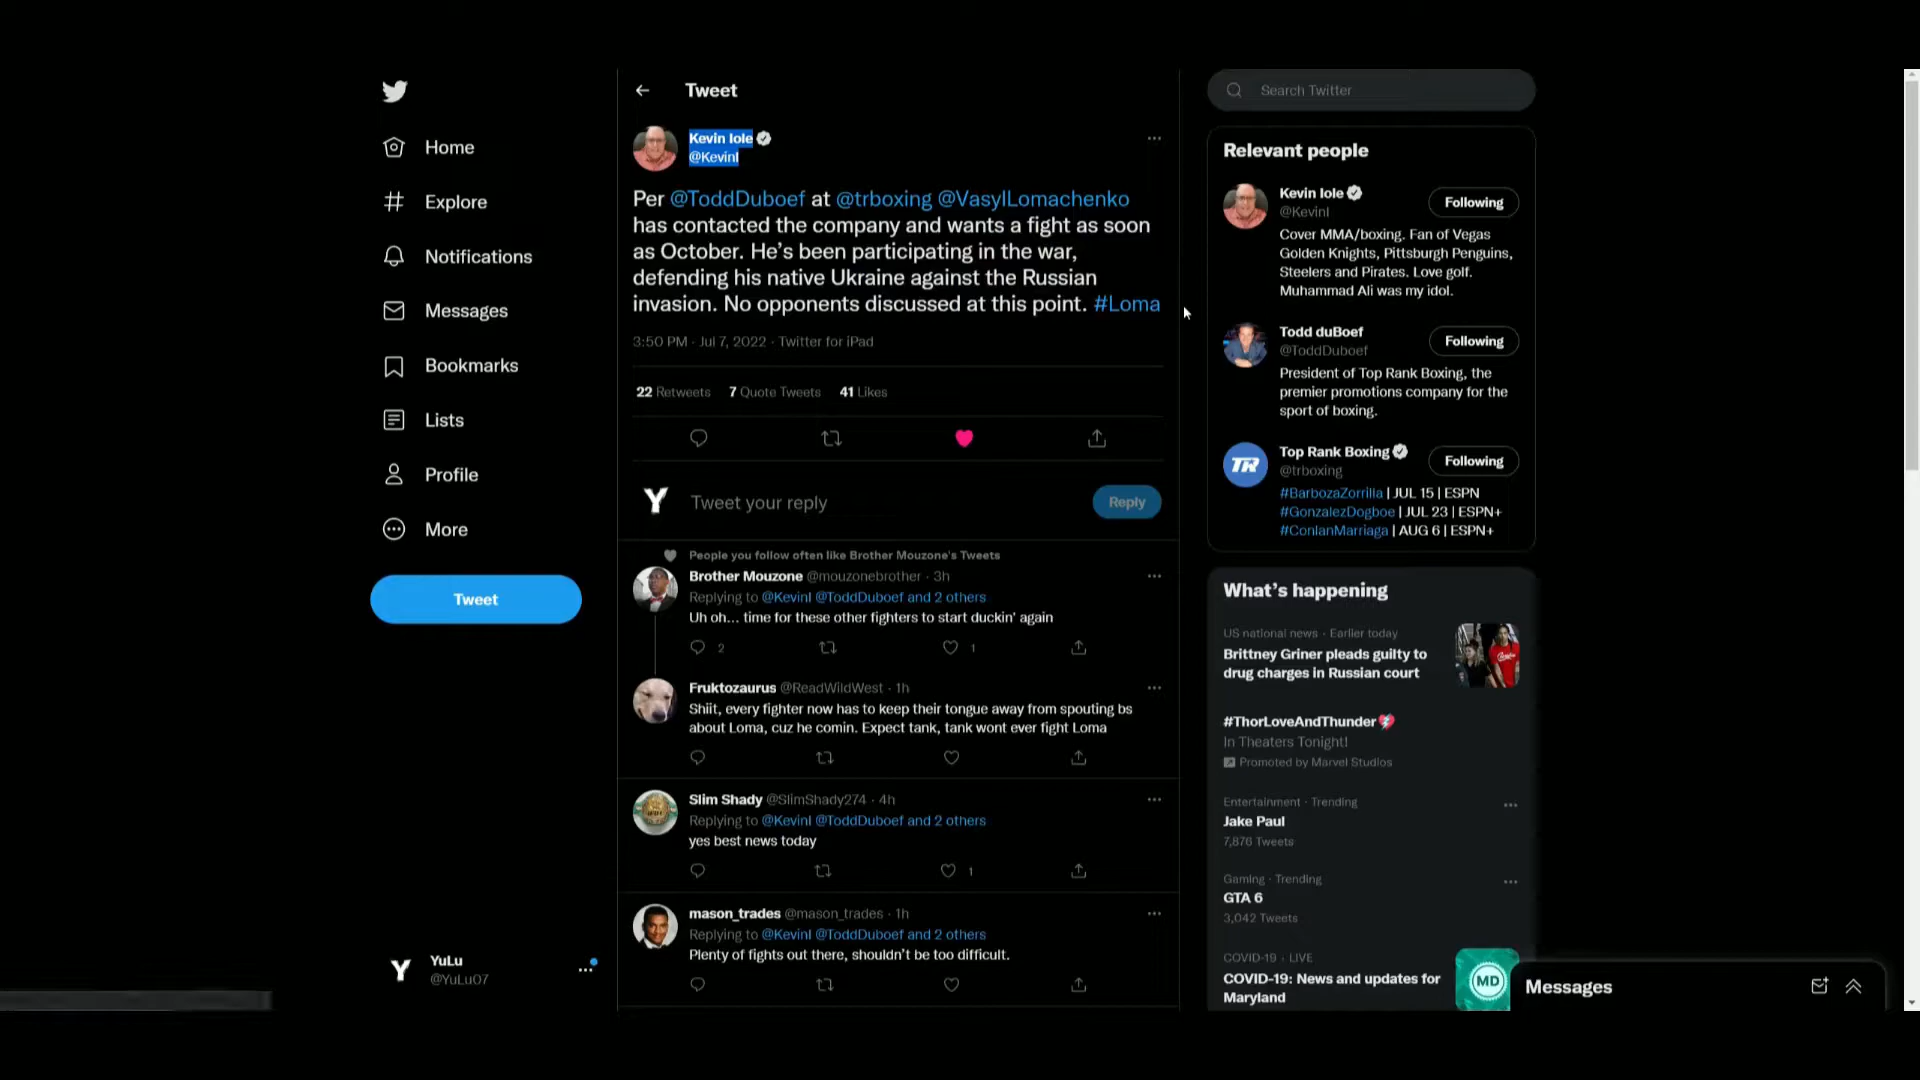 Home
Explore
Notifications
Messages
Bookmarks
Lists
Profile
More
Tweet
YuLu
@YuLu07
Tweet
Kevin Iole
@KevinI
Per @ToddDuboef at @trboxing @VasylLomachenko
has contacted the company and wants a fight as soon
as October. He's been participating in the war,
defending his native Ukraine against the Russian
invasion. No opponents discussed at this point. #Loma
3:50 PM · Jul 7, 2022 · Twitter for iPad
22 Retweets 7 Quote Tweets 41 Likes
Y
Tweet your reply
Reply
People you follow often like Brother Mouzone's Tweets
Brother Mouzone @mouzonebrother · 3h
Replying to @KevinI @ToddDuboef and 2 others
Uh oh... time for these other fighters to start duckin' again
2 1
Fruktozaurus @ReadWildWest · 1h
Shiit, every fighter now has to keep their tongue away from spouting bs
about Loma, cuz he comin. Expect tank, tank wont ever fight Loma
Slim Shady @SlimShady274 · 4h
Replying to @KevinI @ToddDuboef and 2 others
yes best news today
1
mason_trades @mason_trades · 1h
Replying to @KevinI @ToddDuboef and 2 others
Plenty of fights out there, shouldn't be too difficult.
Search Twitter
Relevant people
Kevin Iole
@KevinI
Following
Cover MMA/boxing. Fan of Vegas
Golden Knights, Pittsburgh Penguins,
Steelers and Pirates. Love golf.
Muhammad Ali was my idol.
Todd duBoef
@ToddDuboef
Following
President of Top Rank Boxing, the
premier promotions company for the
sport of boxing.
TR
Top Rank Boxing
@trboxing
Following
#BarbozaZorrilla | JUL 15 | ESPN
#GonzalezDogboe | JUL 23 | ESPN+
#ConlanMarriaga | AUG 6 | ESPN+
What's happening
US national news · Earlier today
Brittney Griner pleads guilty to
drug charges in Russian court
#ThorLoveAndThunder
In Theaters Tonight!
Promoted by Marvel Studios
Entertainment · Trending
Jake Paul
7,876 Tweets
Gaming · Trending
GTA 6
3,042 Tweets
COVID-19 · LIVE
COVID-19: News and updates for
Maryland
MD
Messages